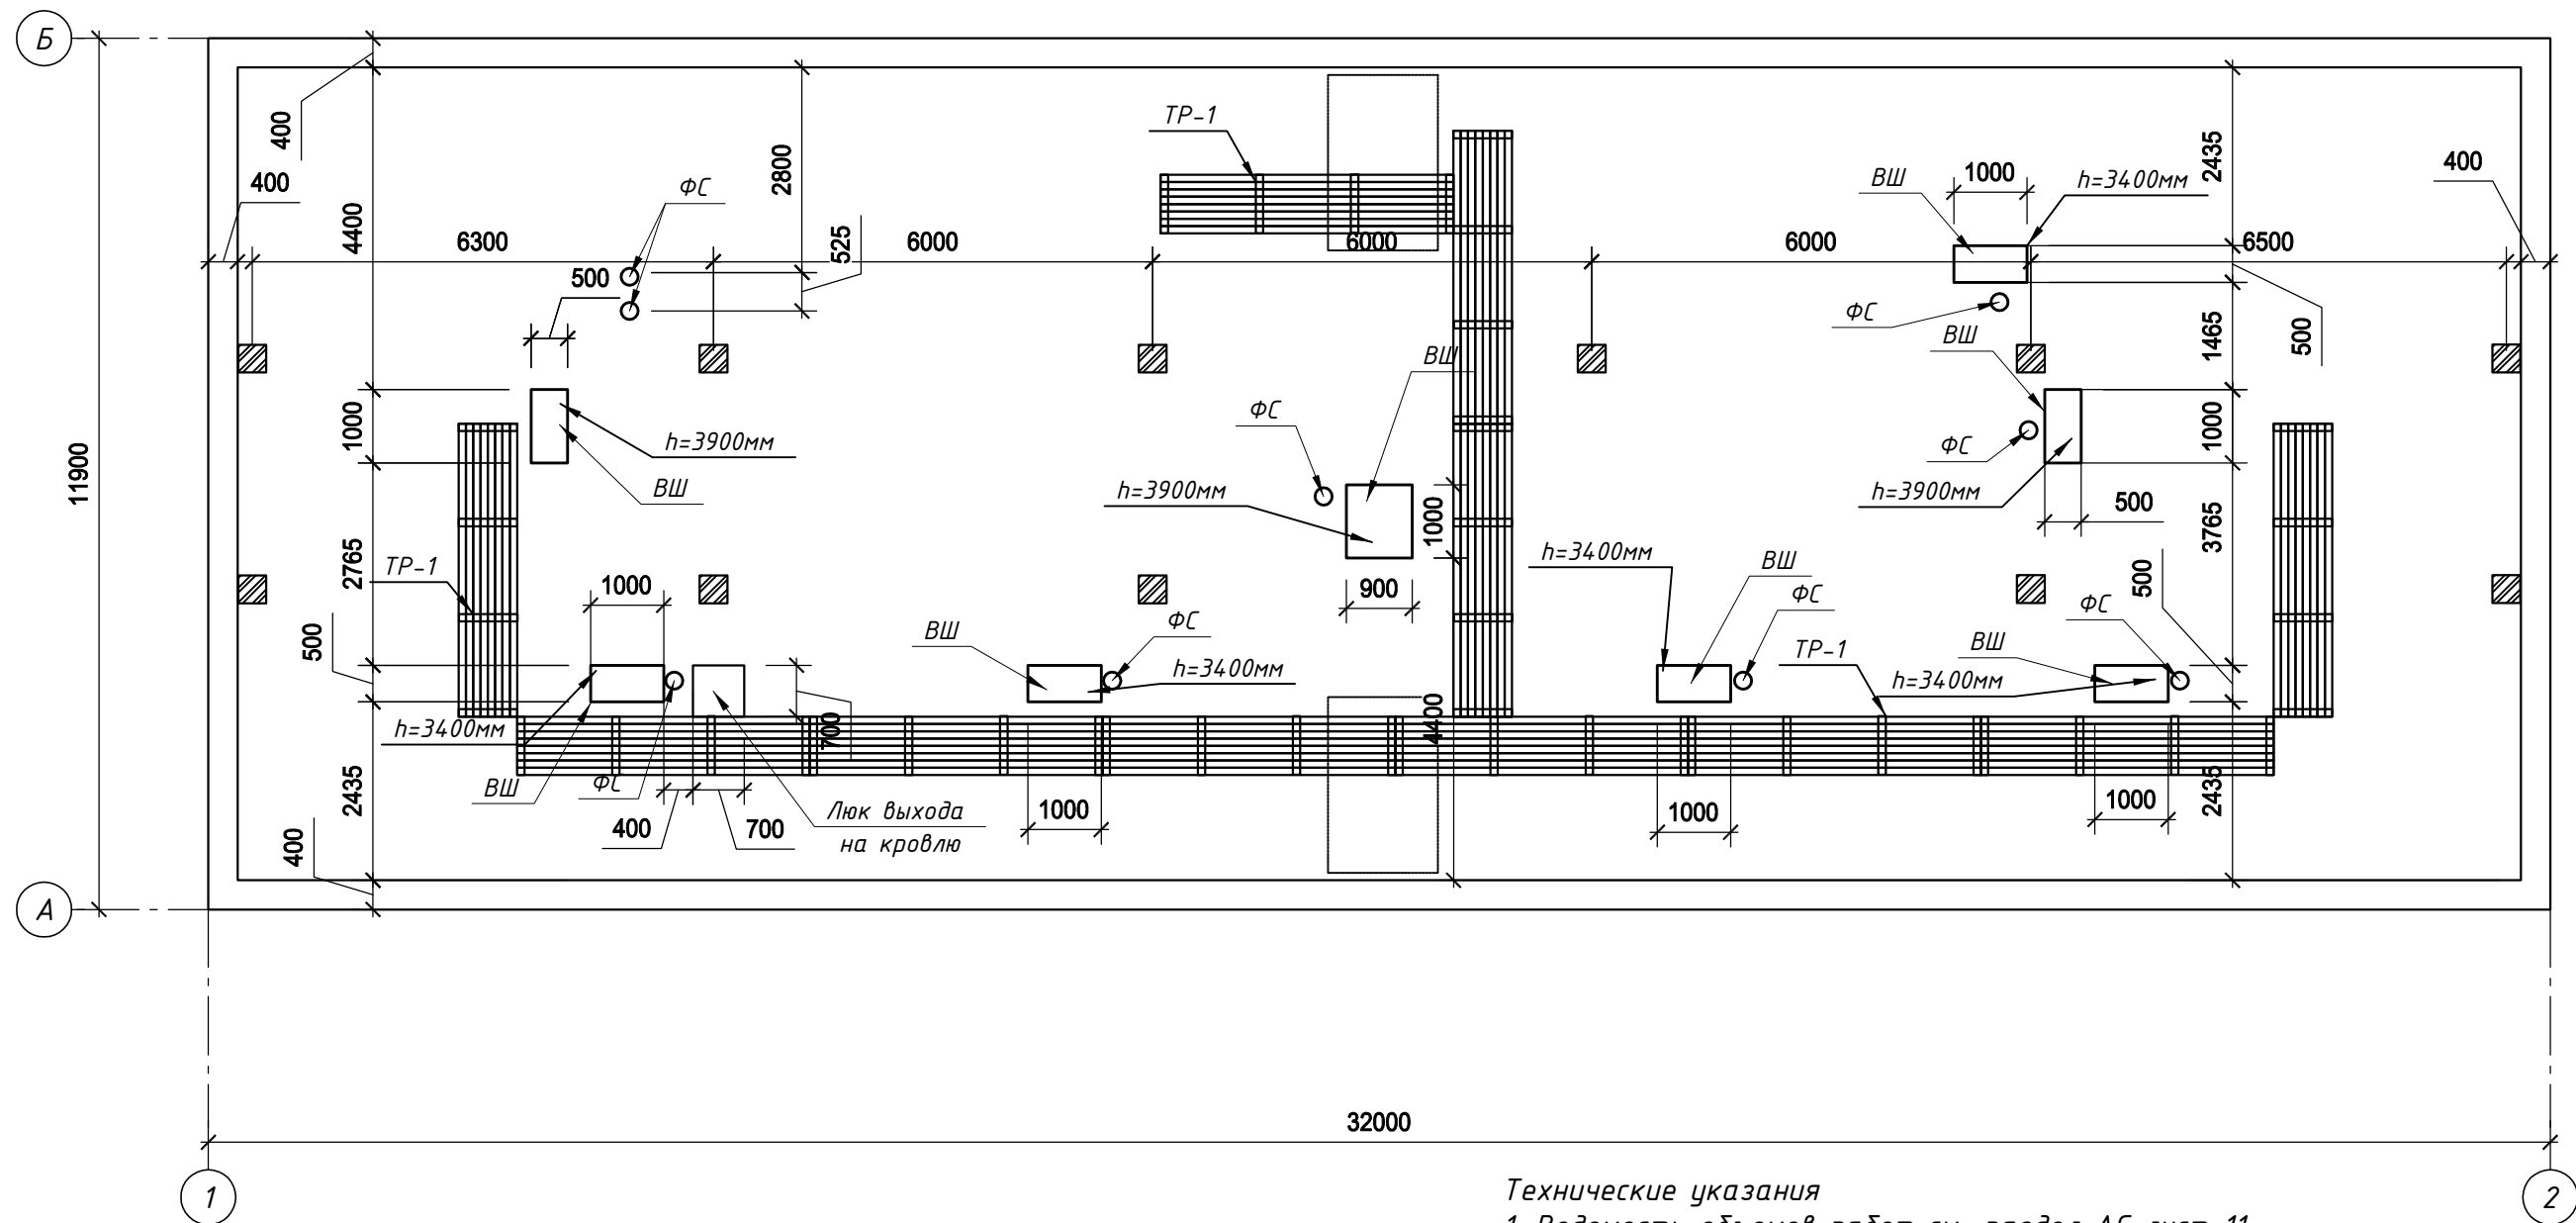 Б
400
400
4400
6300
500
ФС
2800
525
6000
ТР-1
6000
6000
ВШ
1000
h=3400мм
2435
400
6500
ФС
500
1465
ВШ
ВШ
ФС
h=3900мм
1000
900
ФС
h=3900мм
500
1000
3765
11900
1000
h=3900мм
ВШ
2765
ТР-1
500
1000
h=3400мм
ВШ
ФС
2435
400
400
700
700
Люк выхода
на кровлю
ВШ
ФС
h=3400мм
1000
4400
h=3400мм
ВШ
ФС
1000
ТР-1
h=3400мм
ВШ
ФС
500
1000
2435
А
32000
1
2
Технические указания